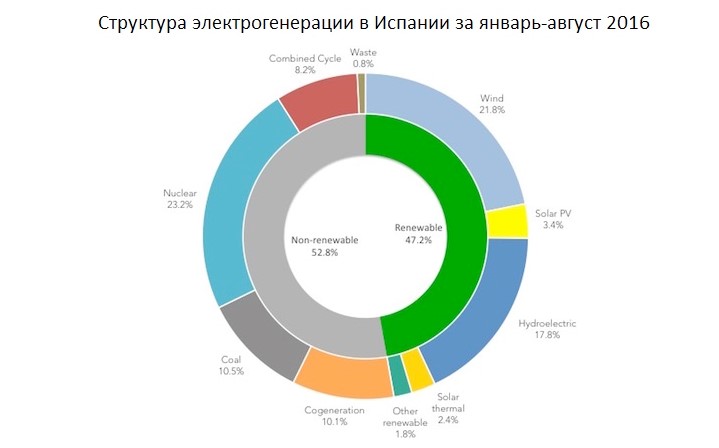 Структура электрогенерации в Испании за январь-август 2016
Waste
0.8%
Combined Cycle
8.2%
Wind
21.8%
Nuclear
23.2%
Solar PV
3.4%
Renewable
47.2%
Non-renewable
52.8%
Hydroelectric
17.8%
Coal
10.5%
Solar
thermal
2.4%
Cogeneration
10.1%
Other
renewable
1.8%